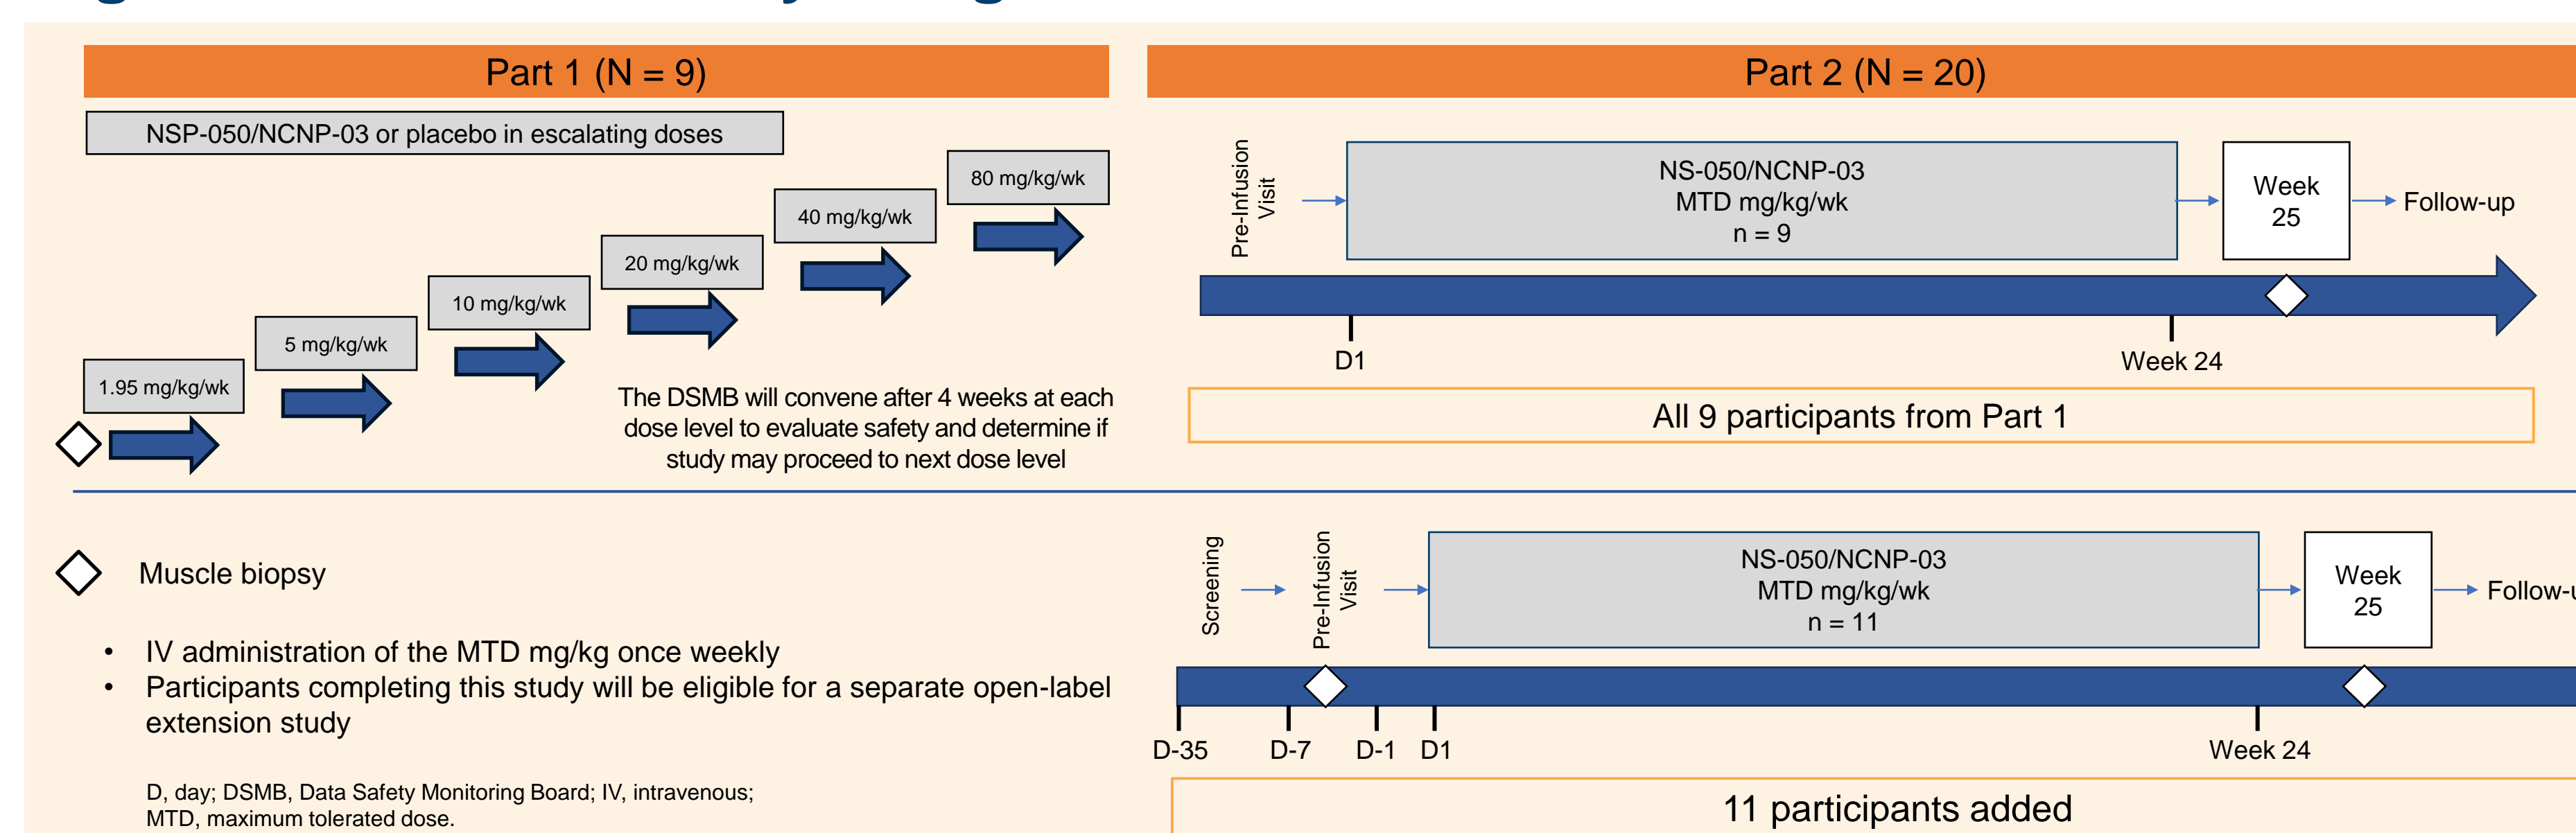 Part 1 (N = 9)
NSP-050/NCNP-03 or placebo in escalating doses
1.95 mg/kg/wk
5 mg/kg/wk
10 mg/kg/wk
20 mg/kg/wk
40 mg/kg/wk
80 mg/kg/wk
The DSMB will convene after 4 weeks at each
dose level to evaluate safety and determine if
study may proceed to next dose level
Muscle biopsy
• IV administration of the MTD mg/kg once weekly
• Participants completing this study will be eligible for a separate open-label
extension study
D, day; DSMB, Data Safety Monitoring Board; IV, intravenous;
MTD, maximum tolerated dose.
Part 2 (N = 20)
Pre-Infusion
Visit
NS-050/NCNP-03
MTD mg/kg/wk
n = 9
Week
25
Follow-up
D1
Week 24
All 9 participants from Part 1
Screening
Pre-Infusion
Visit
NS-050/NCNP-03
MTD mg/kg/wk
n = 11
Week
25
Follow-u
D-35
D-7
D-1
D1
Week 24
11 participants added